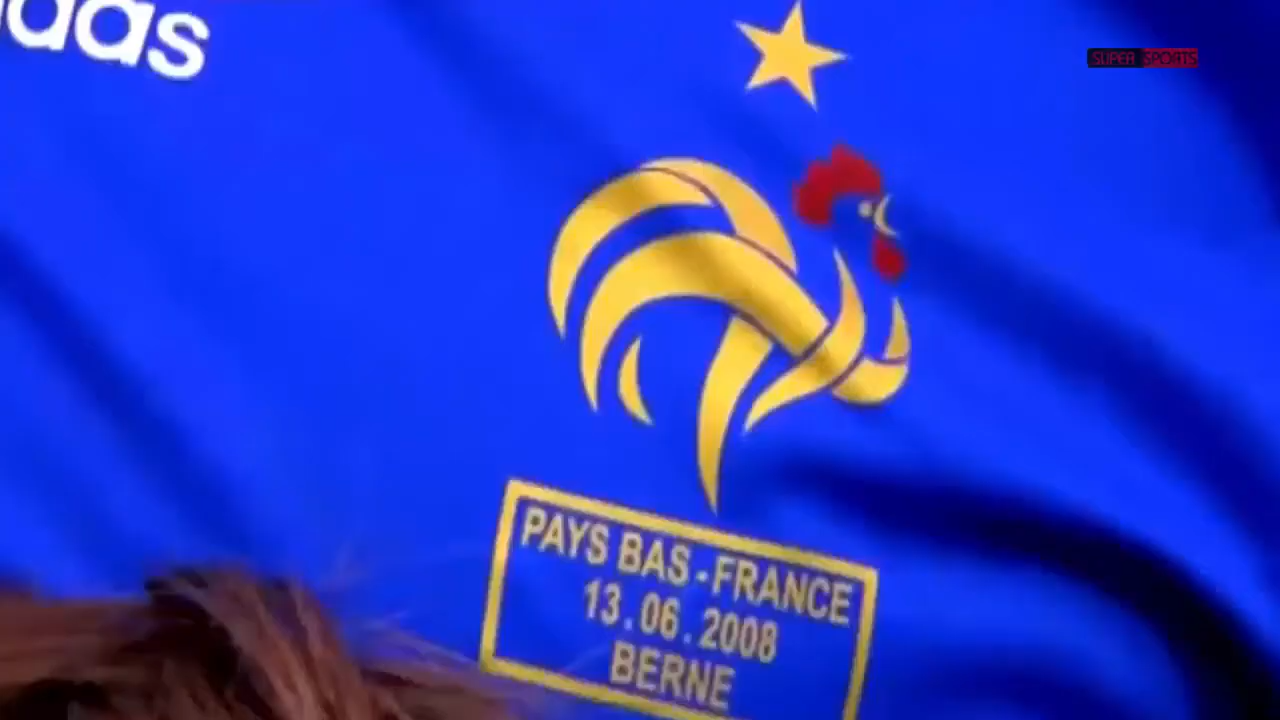 adidas
SUPER SPORTS
PAYS BAS - FRANCE
13.06.2008
BERNE